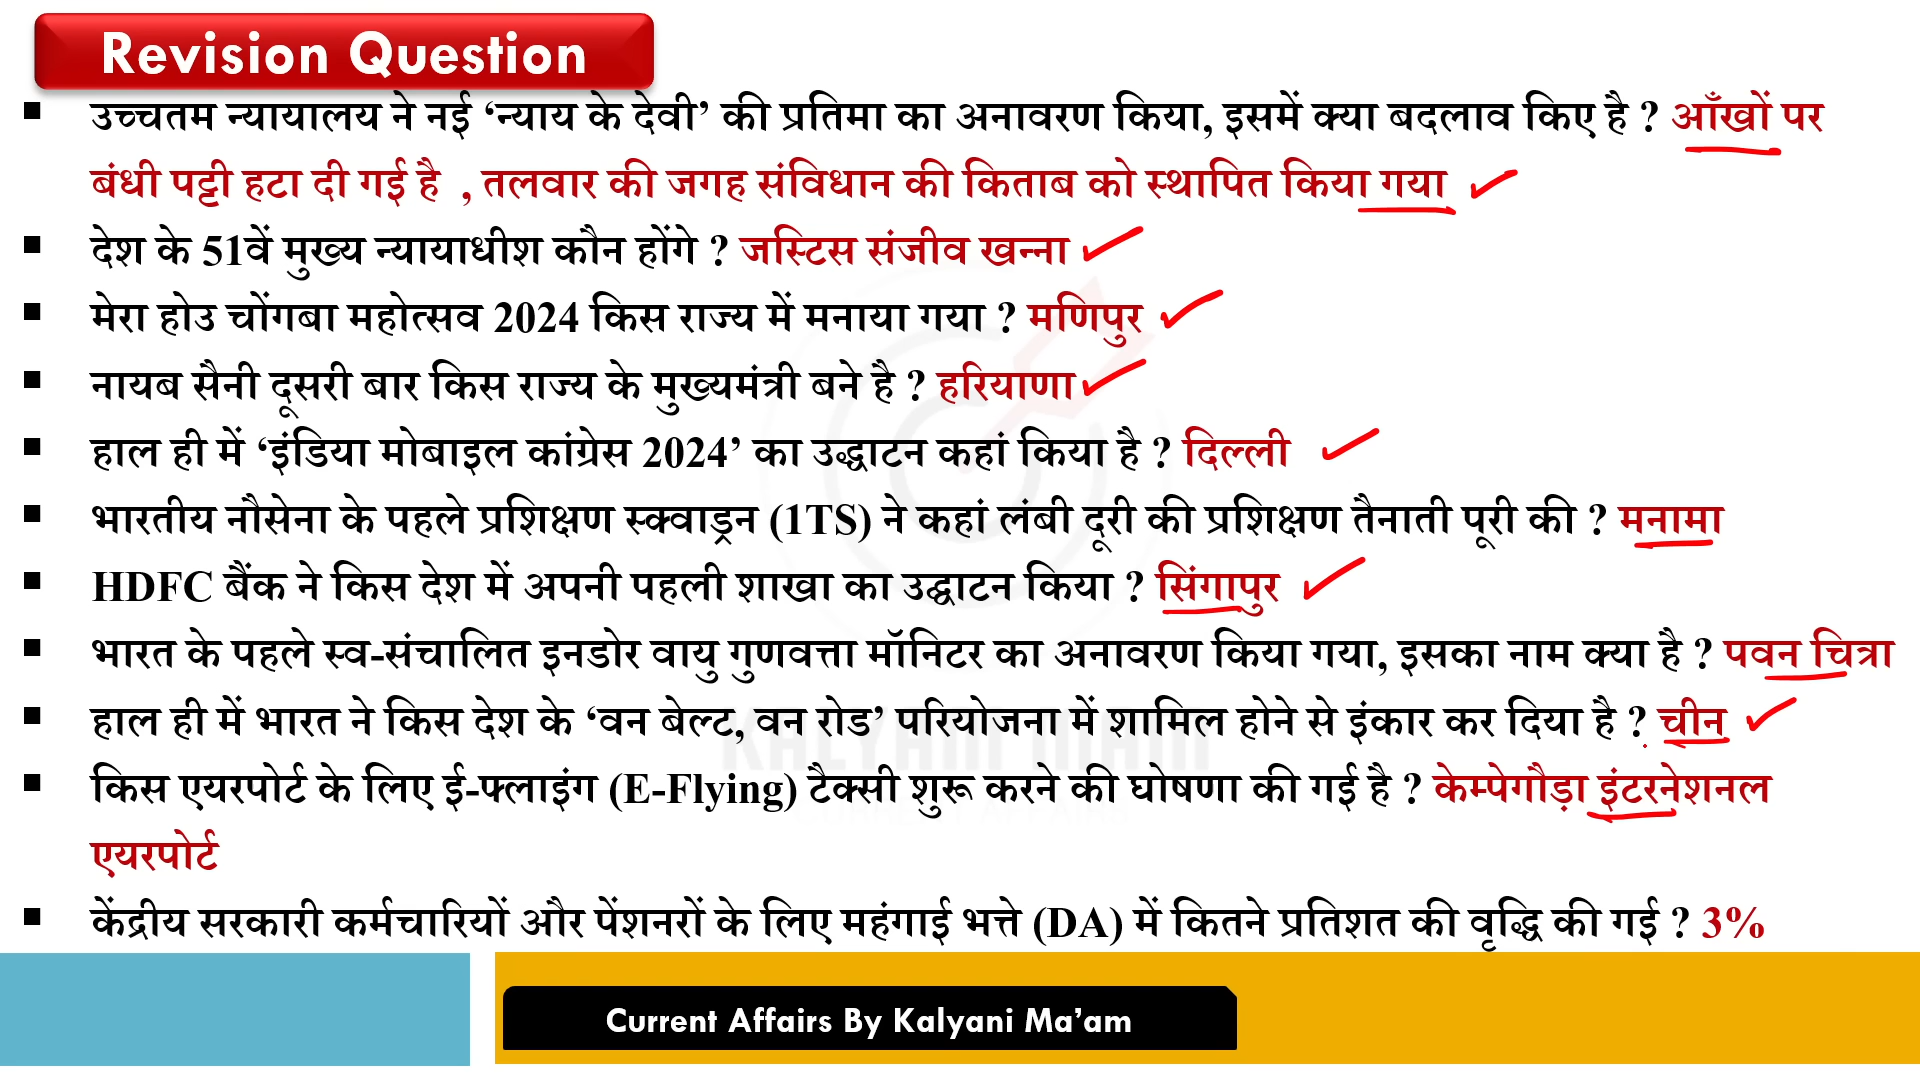 Revision Question
▪ उच्चतम न्यायालय ने नई ‘न्याय के देवी’ की प्रतिमा का अनावरण किया, इसमें क्या बदलाव किए है ? आँखों पर
बंधी पट्टी हटा दी गई है , तलवार की जगह संविधान की किताब को स्थापित किया गया
▪ देश के 51वें मुख्य न्यायाधीश कौन होंगे ? जस्टिस संजीव खन्ना
▪ मेरा होउ चोंगबा महोत्सव 2024 किस राज्य में मनाया गया ? मणिपुर
▪ नायब सैनी दूसरी बार किस राज्य के मुख्यमंत्री बने है ? हरियाणा
▪ हाल ही में ‘इंडिया मोबाइल कांग्रेस 2024’ का उद्घाटन कहां किया है ? दिल्ली
▪ भारतीय नौसेना के पहले प्रशिक्षण स्क्वाड्रन (1TS) ने कहां लंबी दूरी की प्रशिक्षण तैनाती पूरी की ? मनामा
▪ HDFC बैंक ने किस देश में अपनी पहली शाखा का उद्घाटन किया ? सिंगापुर
▪ भारत के पहले स्व-संचालित इनडोर वायु गुणवत्ता मॉनिटर का अनावरण किया गया, इसका नाम क्या है ? पवन चित्रा
▪ हाल ही में भारत ने किस देश के ‘वन बेल्ट, वन रोड’ परियोजना में शामिल होने से इंकार कर दिया है ? चीन
▪ किस एयरपोर्ट के लिए ई-फ्लाइंग (E-Flying) टैक्सी शुरू करने की घोषणा की गई है ? केम्पेगौड़ा इंटरनेशनल
एयरपोर्ट
▪ केंद्रीय सरकारी कर्मचारियों और पेंशनरों के लिए महंगाई भत्ते (DA) में कितने प्रतिशत की वृद्धि की गई ? 3%
KALYANI MAM
CURRENT AFFAIRS
Current Affairs By Kalyani Ma’am